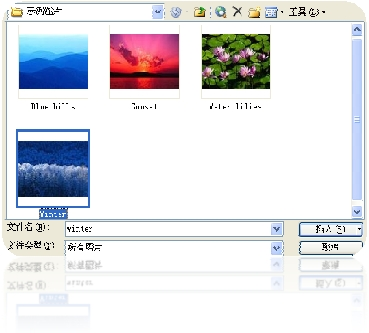 示例图片
工具(L)
Blue hills
Sunset
Water lilies
Winter
文件名(N):
winter
插入(S)
文件类型(T):
所有图片
取消